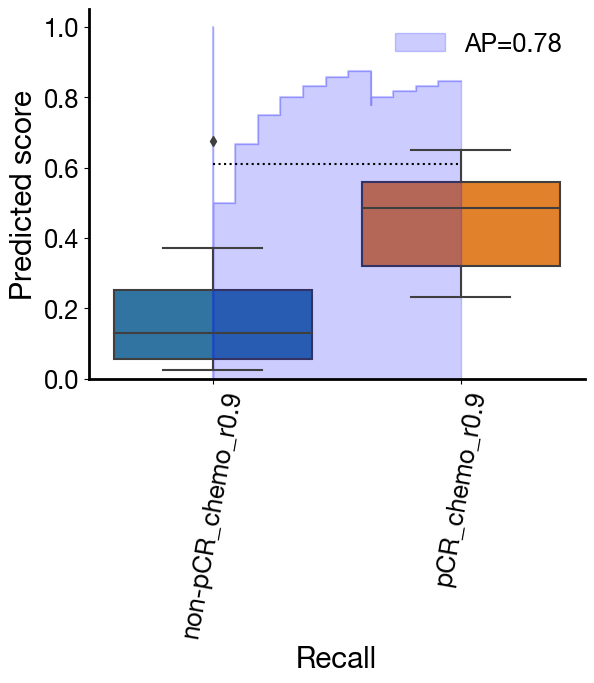 AP=0.78
Predicted score
1.0
0.8
0.6
0.4
0.2
0.0
non-pCR_chemo_r0.9
pCR_chemo_r0.9
Recall